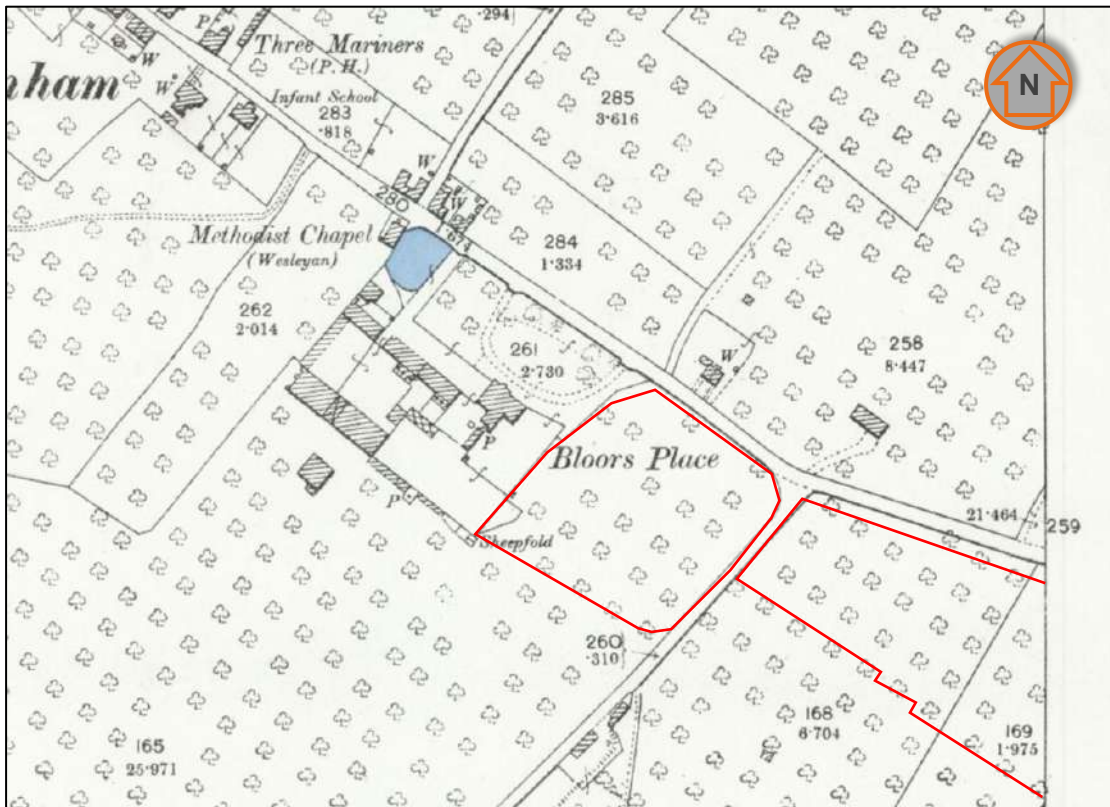 ·294
P
Three Mariners
(P. H.)
W
nham
W
Infant School
283
·818
285
3·616
N
W
280
W
674
Methodist Chapel
(Wesleyan)
284
1·334
262
2·014
261
2·730
W
258
8·447
P
Bloors Place
P
21·464
259
Sheepfold
260
·310
168
6·704
169
1·975
165
25·971